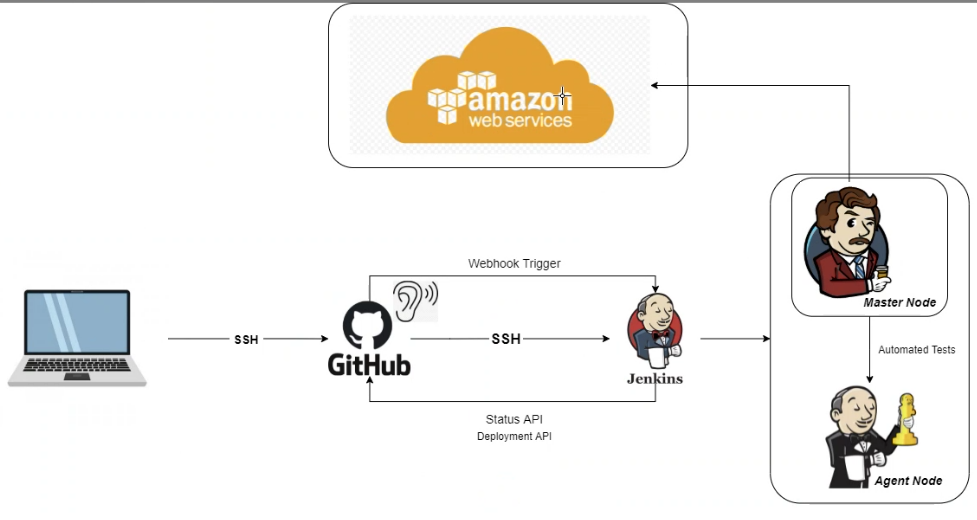 amazon
web services
Webhook Trigger
Master Node
SSH
GitHub
SSH
Jenkins
Automated Tests
Status API
Deployment API
Agent Node